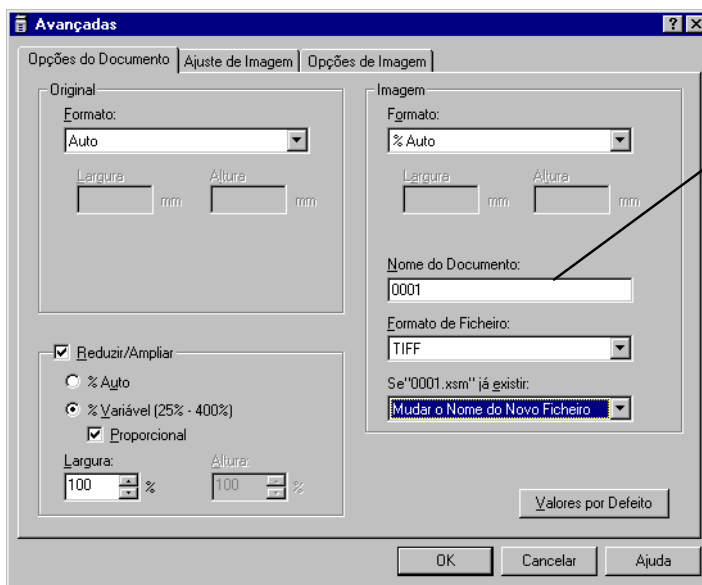 Avançadas
Opções do Documento
Ajuste de Imagem
Opções de Imagem
Original
Formato:
Auto
Largura
Altura
mm
mm
Reduzir/Ampliar
% Auto
% Variável (25% - 400%)
Proporcional
Largura:
Altura:
100 %
100 %
Imagem
Formato:
% Auto
Largura
Altura
mm
mm
Nome do Documento:
0001
Formato de Ficheiro:
TIFF
Se"0001.xsm" já existir:
Mudar o Nome do Novo Ficheiro
Valores por Defeito
OK
Cancelar
Ajuda